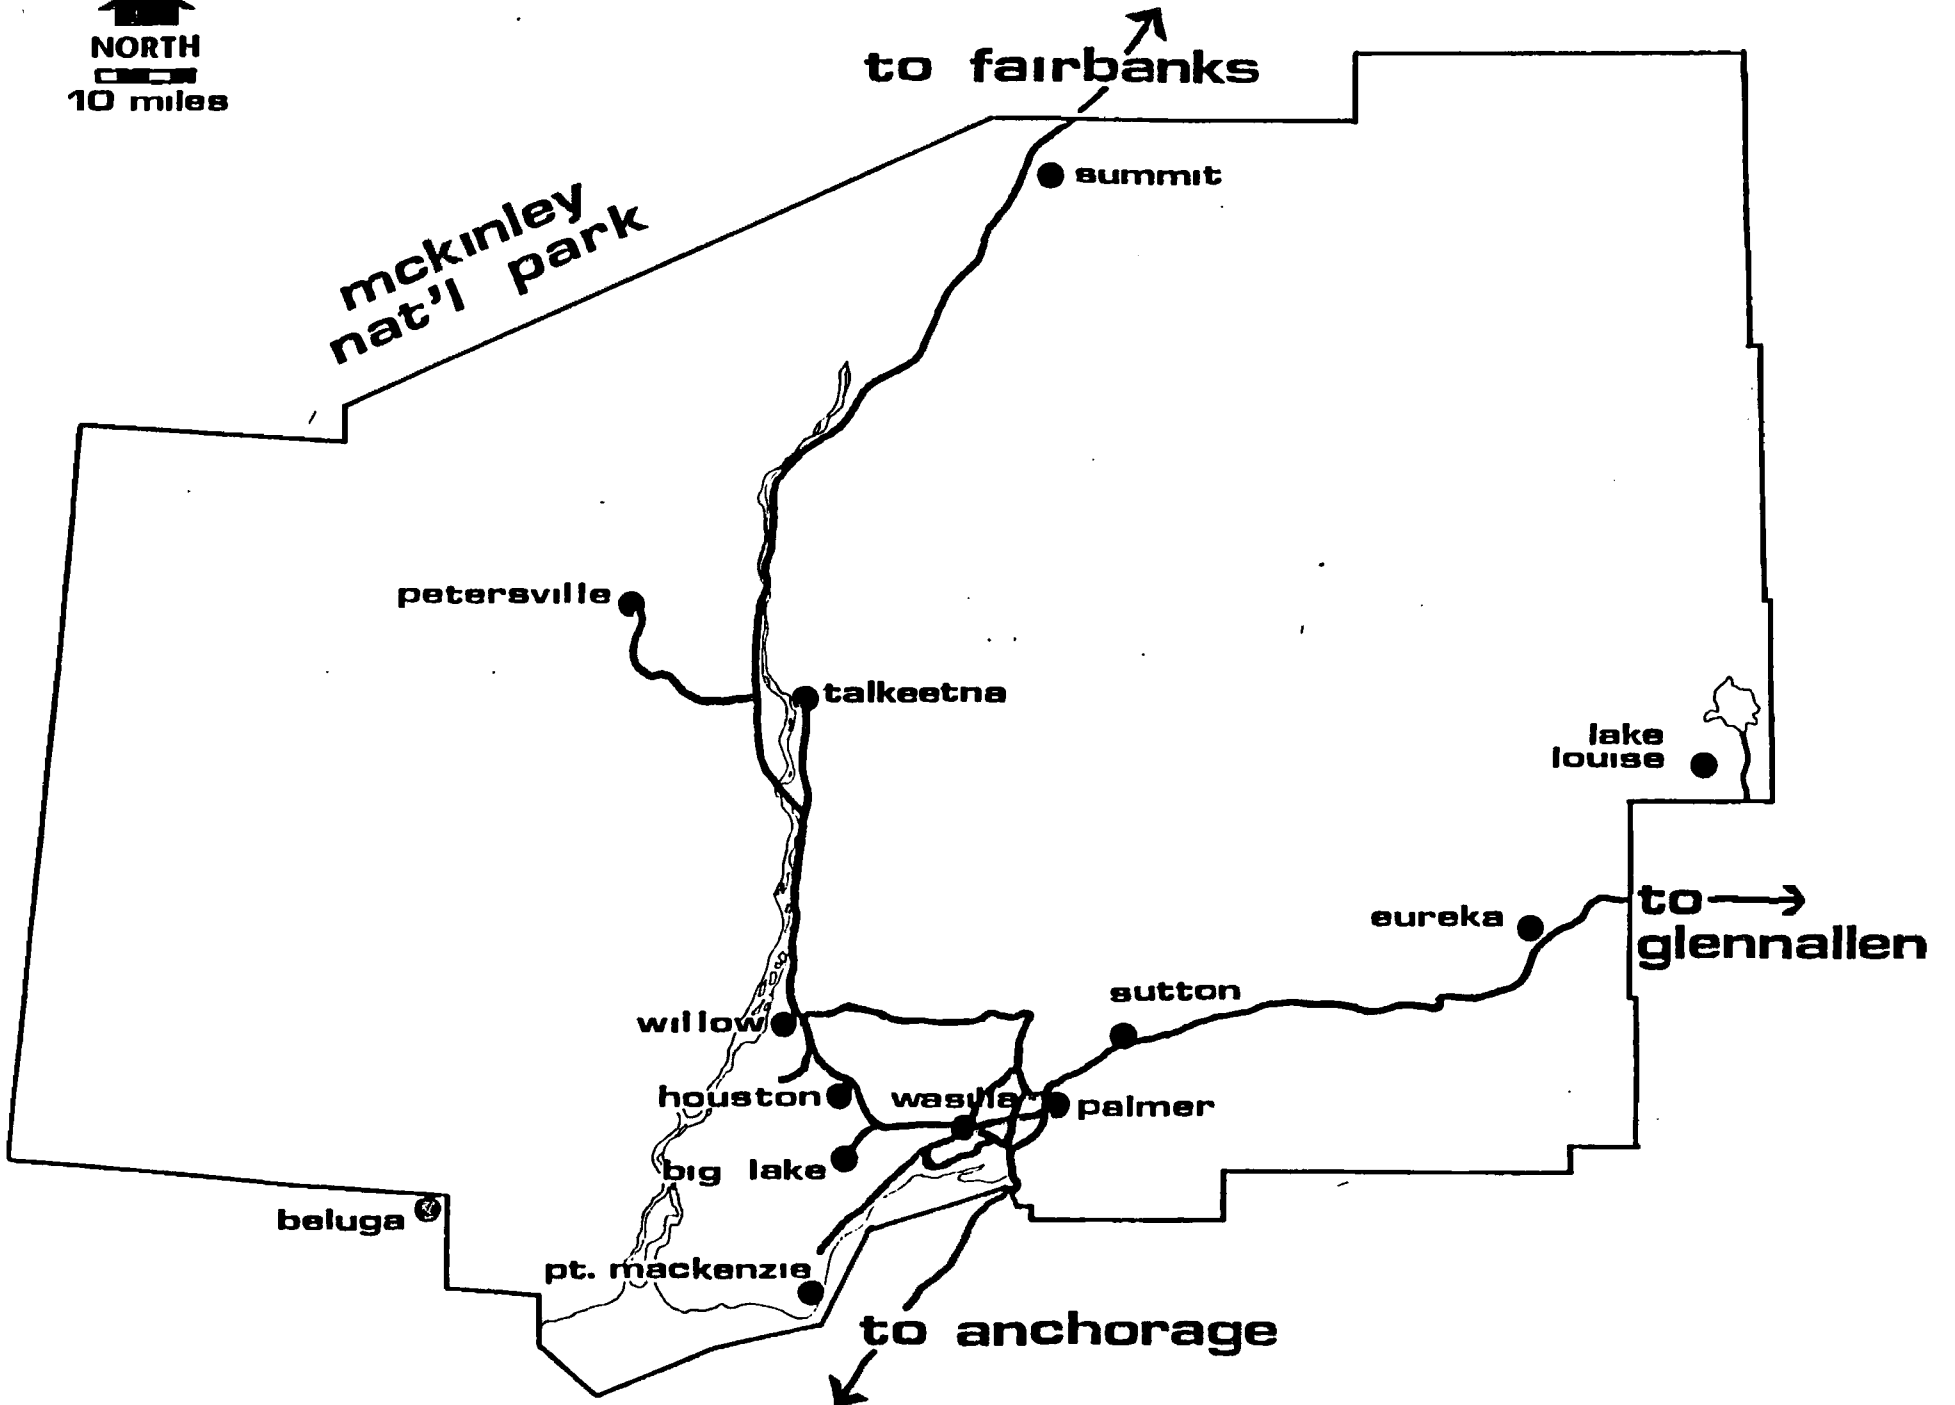 NORTH
10 miles
to fairbanks
summit
mckinley
nat'l park
petersville
talkeetna
lake
louise
eureka
to
glennallen
sutton
willow
houston
wasilla
palmer
big lake
beluga
pt. mackenzie
to anchorage